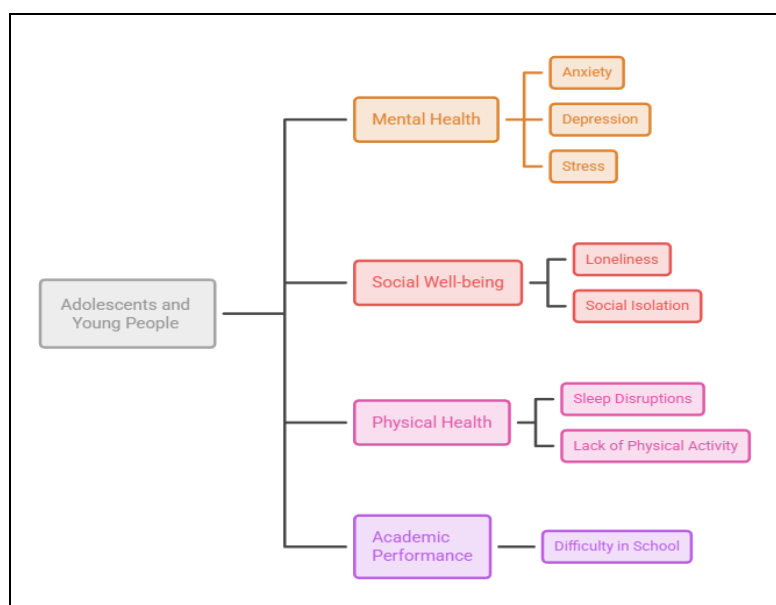 Adolescents and
Young People
Mental Health
Anxiety
Depression
Stress
Social Well-being
Loneliness
Social Isolation
Physical Health
Sleep Disruptions
Lack of Physical Activity
Academic
Performance
Difficulty in School